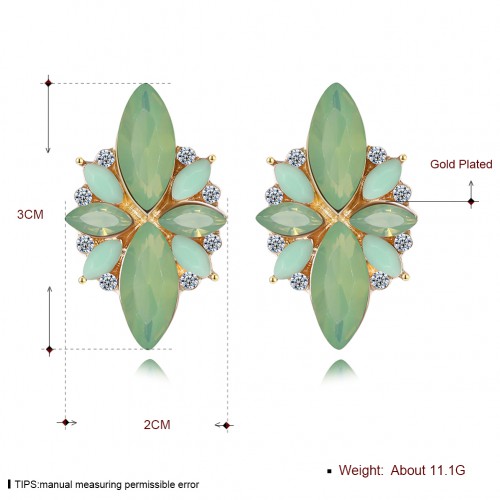 Gold Plated
3CM
2CM
Weight: About 11.1G
TIPS:manual measuring permissible error